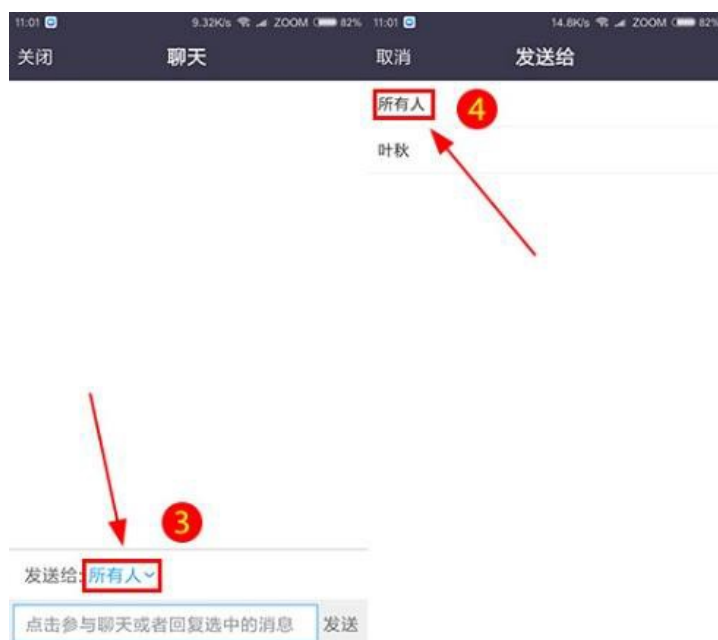 11:01 9.32K/s ZOOM 82%
关闭 聊天
3
发送给:所有人
点击参与聊天或者回复选中的消息 发送
11:01 14.8K/s ZOOM 82%
取消 发送给
所有人 4
叶秋